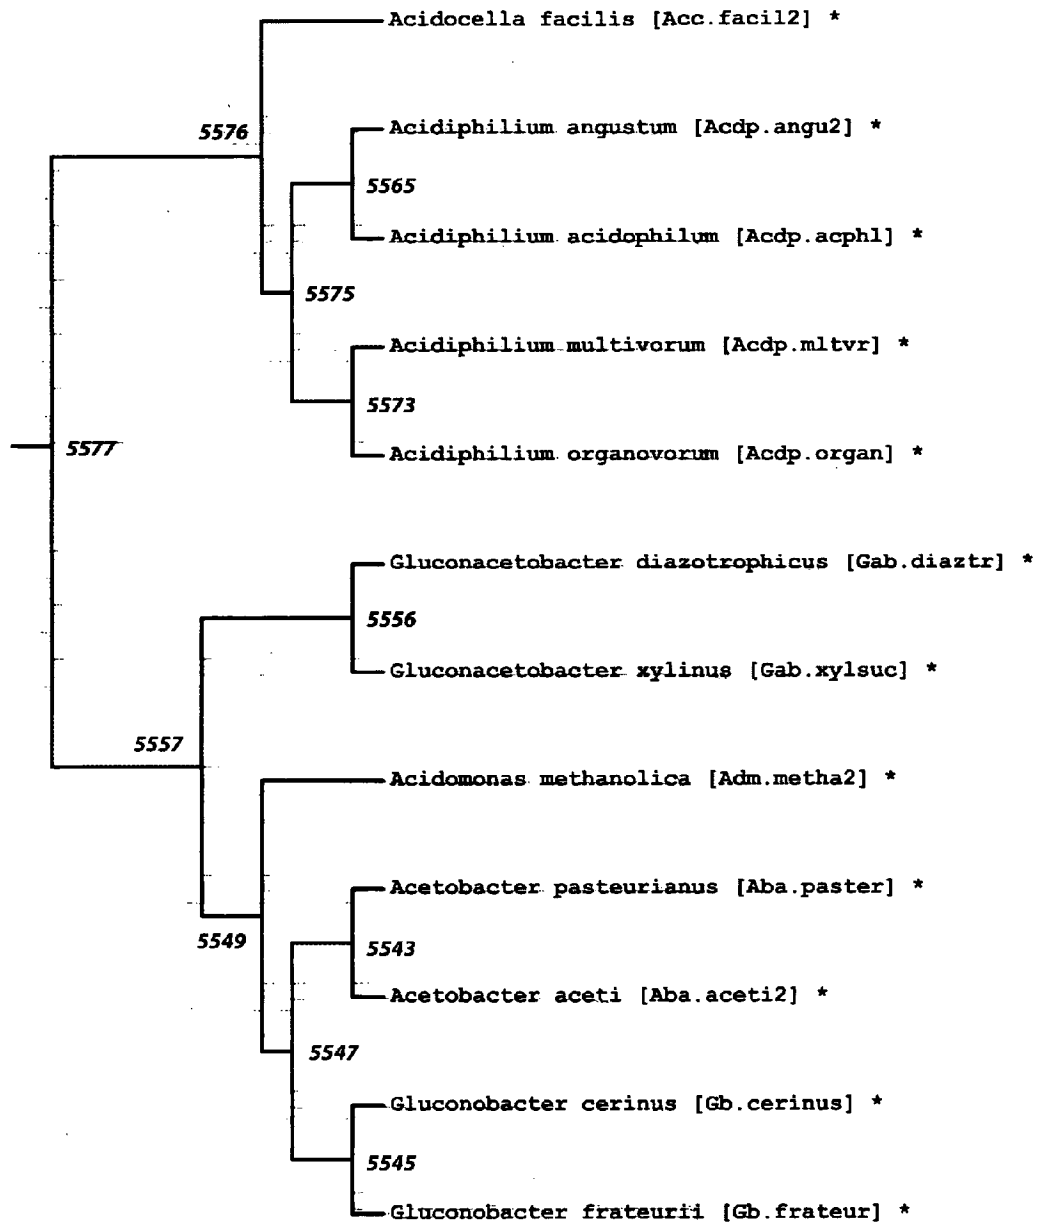 Acidocella facilis [Acc.facil2] *
5576
Acidiphilium angustum [Acdp.angu2] *
5565
Acidiphilium acidophilum [Acdp.acphl] *
5575
Acidiphilium multivorum [Acdp.mltvr] *
5573
5577
Acidiphilium organovorum [Acdp.organ] *
Gluconacetobacter diazotrophicus [Gab.diaztr] *
5556
Gluconacetobacter xylinus [Gab.xylsuc] *
5557
Acidomonas methanolica [Adm.metha2] *
Acetobacter pasteurianus [Aba.paster] *
5549
5543
Acetobacter aceti [Aba.aceti2] *
5547
Gluconobacter cerinus [Gb.cerinus] *
5545
Gluconobacter frateurii [Gb.frateur] *